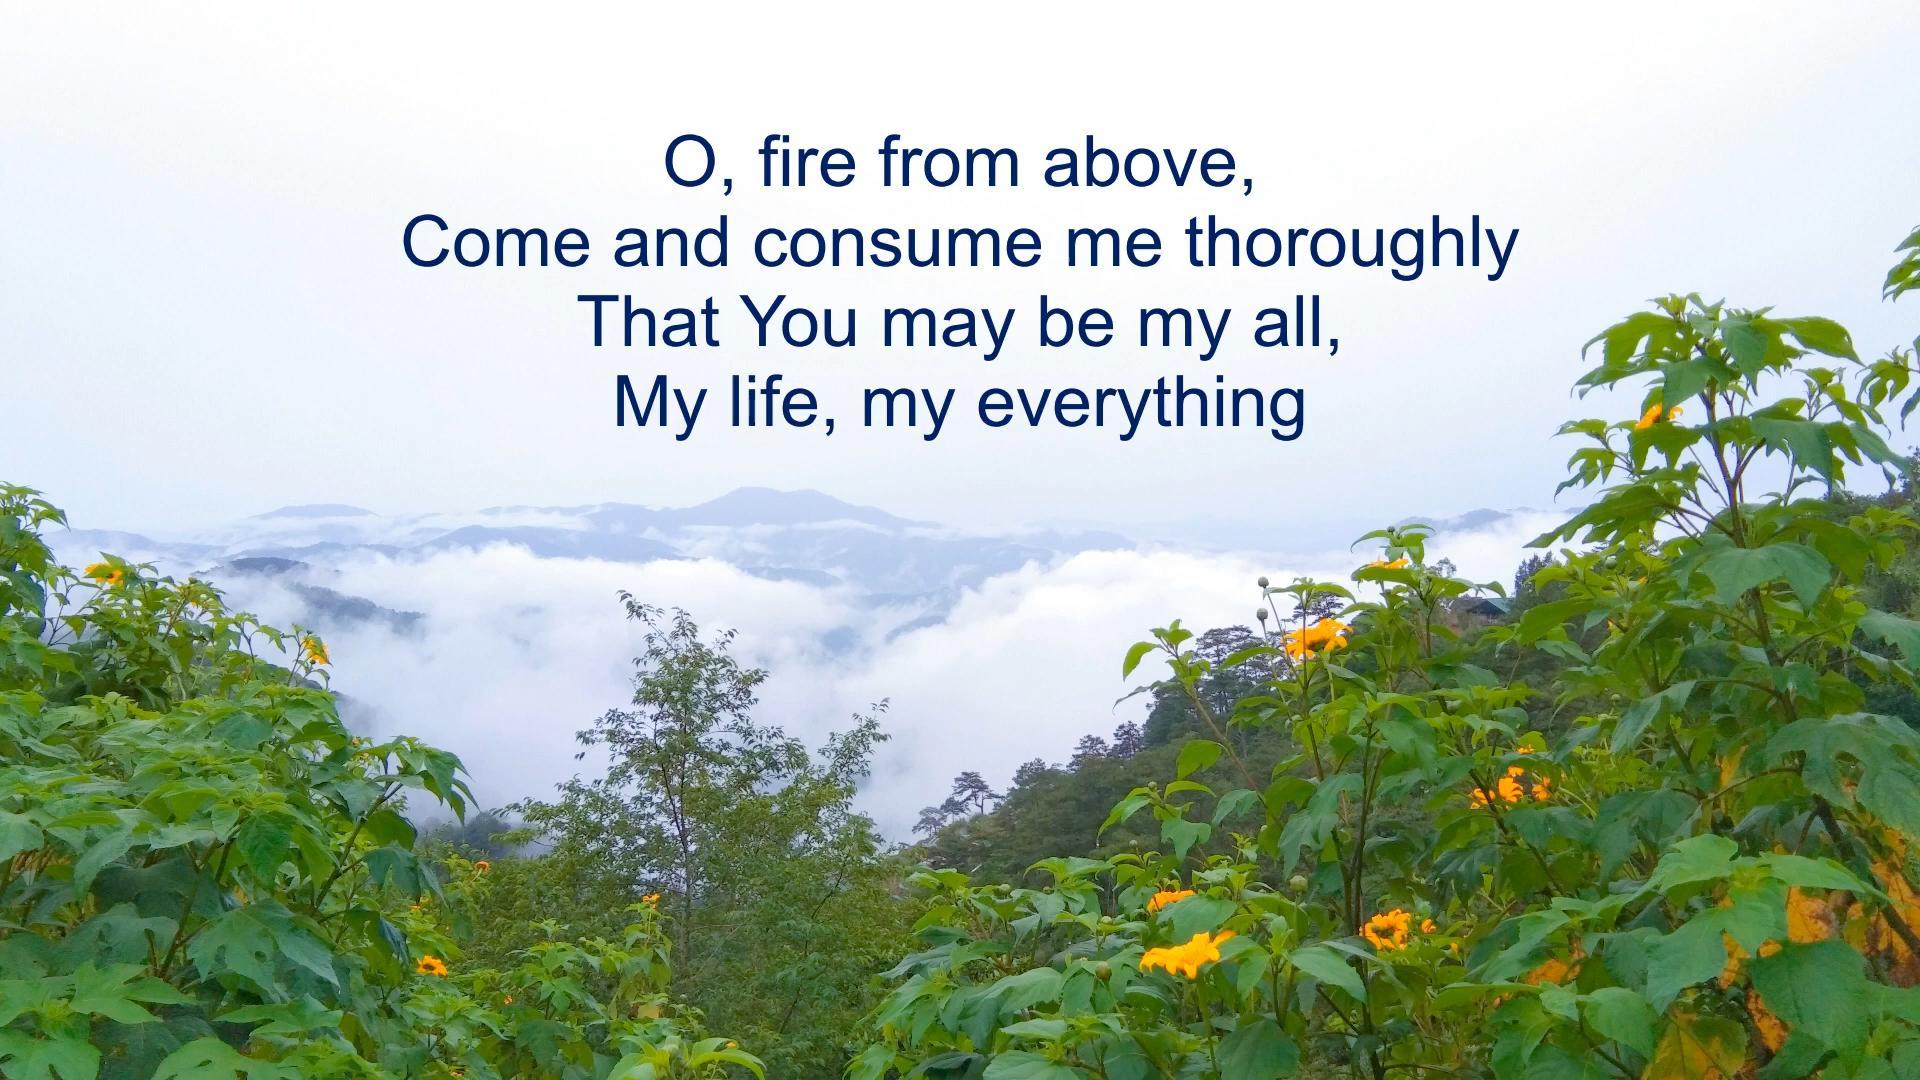 O, fire from above,
Come and consume me thoroughly
That You may be my all,
My life, my everything